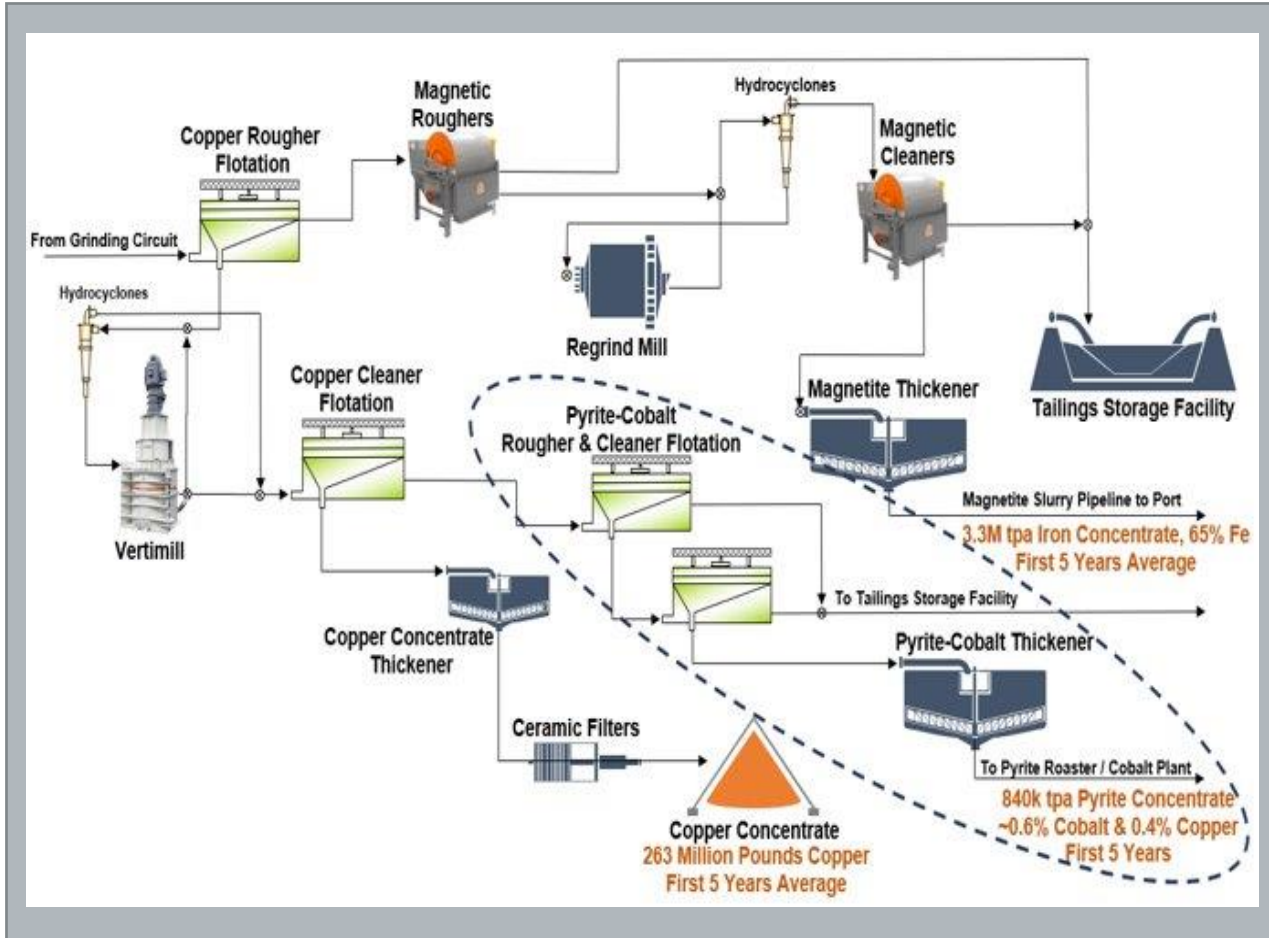 Hydrocyclones
Magnetic
Roughers
Copper Rougher
Flotation
Magnetic
Cleaners
From Grinding Circuit
Hydrocyclones
Regrind Mill
Copper Cleaner
Flotation
Magnetite Thickener
Tailings Storage Facility
Pyrite-Cobalt
Rougher & Cleaner Flotation
Magnetite Slurry Pipeline to Port
3.3M tpa Iron Concentrate, 65% Fe
First 5 Years Average
Vertimill
To Tailings Storage Facility
Copper Concentrate
Thickener
Pyrite-Cobalt Thickener
Ceramic Filters
To Pyrite Roaster / Cobalt Plant
840k tpa Pyrite Concentrate
~0.6% Cobalt & 0.4% Copper
First 5 Years
Copper Concentrate
263 Million Pounds Copper
First 5 Years Average